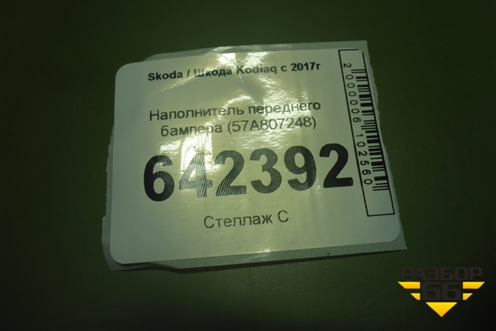 Skoda / Шкода Kodiaq с 2017г
Наполнитель переднего
бампера (57A807248)
642392
Стеллаж С
2000006102560
РАЗБОР
66